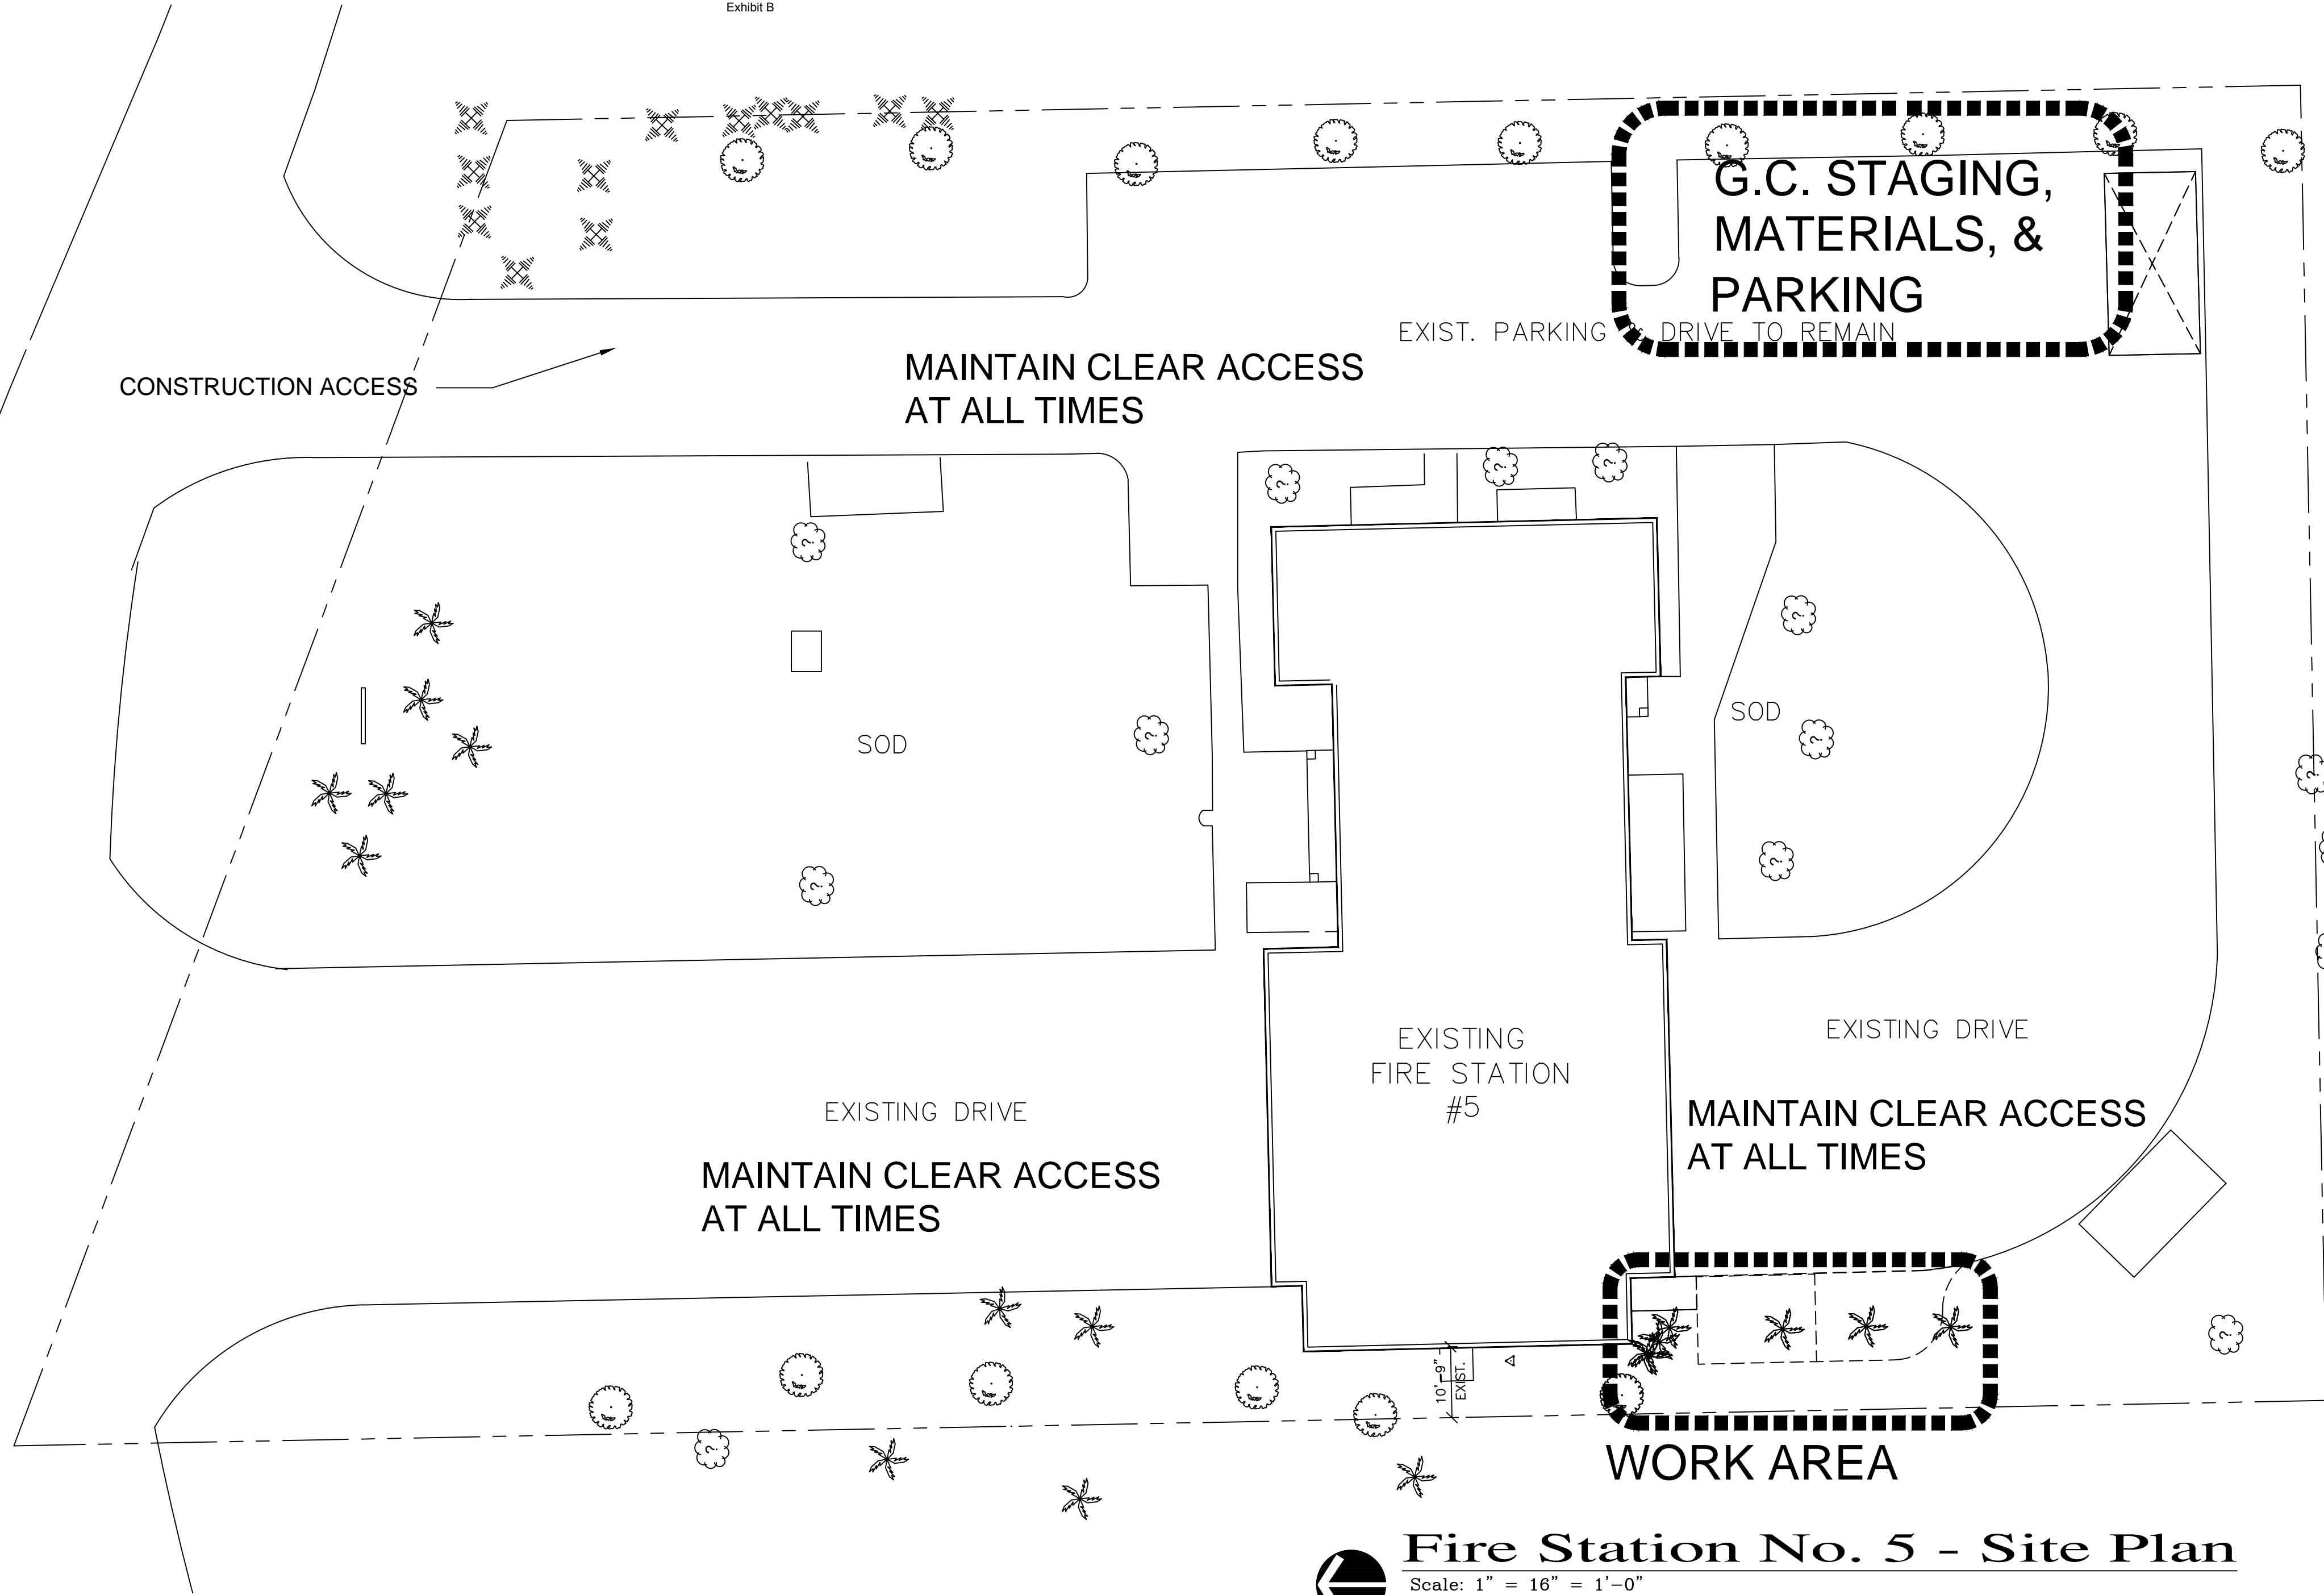 Exhibit B
G.C. STAGING,
MATERIALS, &
PARKING
EXIST. PARKING & DRIVE TO REMAIN
MAINTAIN CLEAR ACCESS
AT ALL TIMES
CONSTRUCTION ACCESS
SOD
SOD
EXISTING DRIVE
EXISTING
FIRE STATION
#5
EXISTING DRIVE
MAINTAIN CLEAR ACCESS
AT ALL TIMES
MAINTAIN CLEAR ACCESS
AT ALL TIMES
10'-9"
EXIST.
WORK AREA
Fire Station No. 5 - Site Plan
Scale: 1" = 16" = 1'-0"